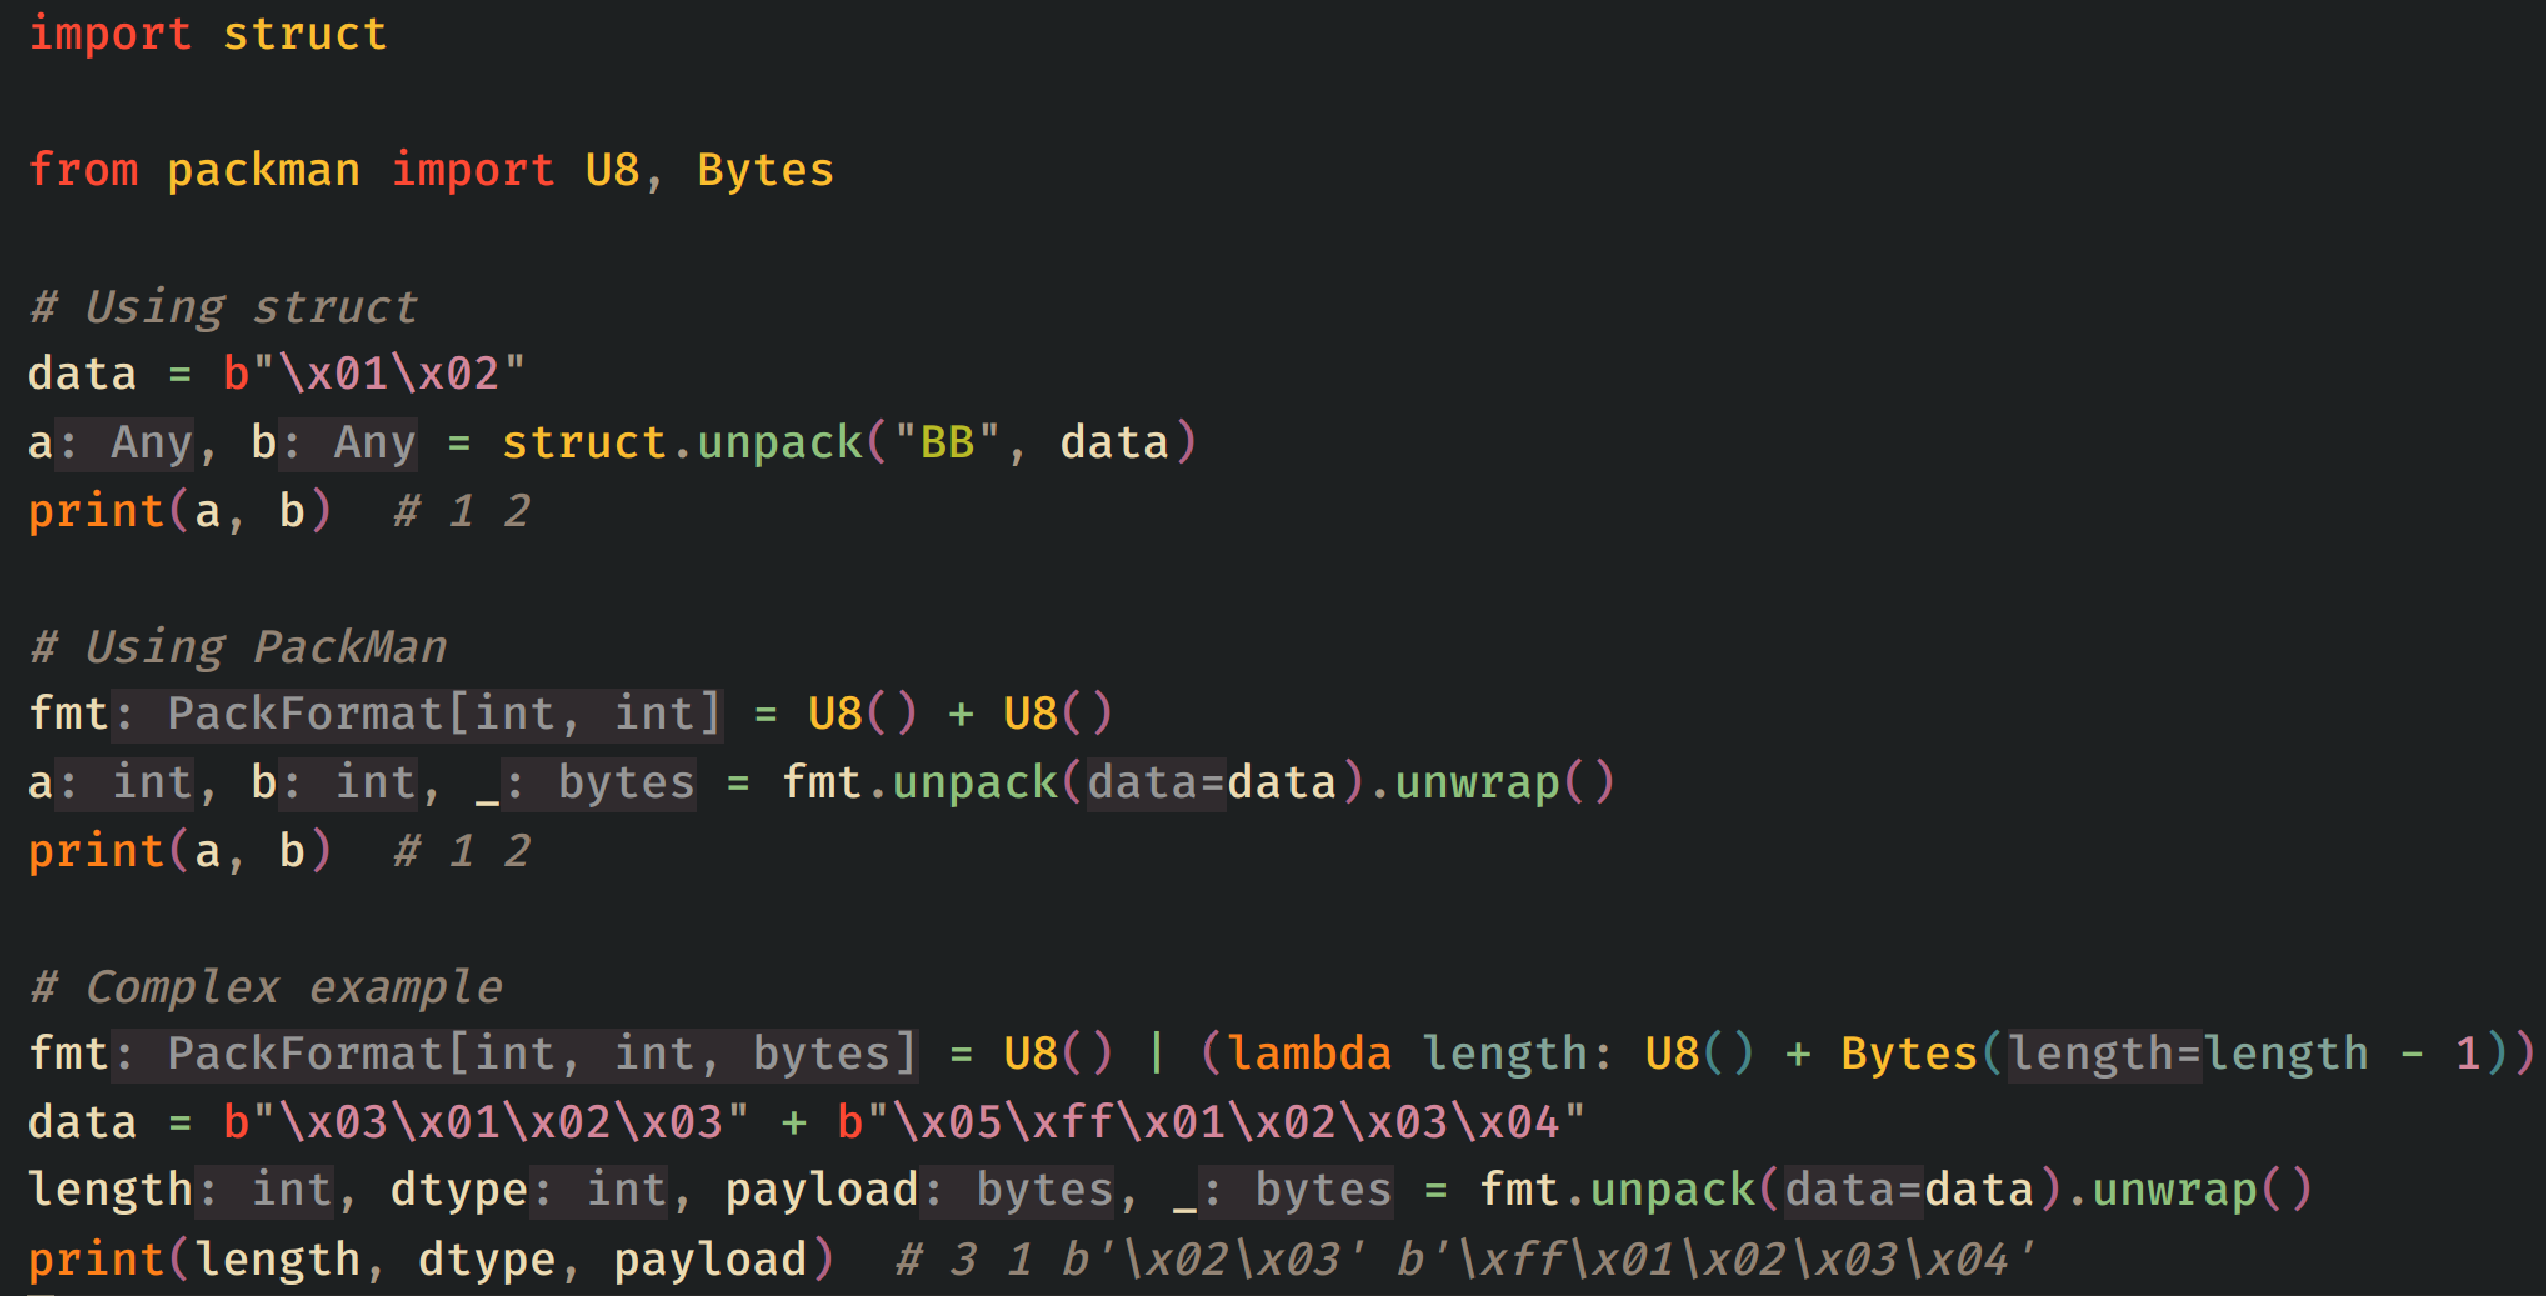 import struct
from packman import U8, Bytes
# Using struct
data = b"\x01\x02"
a: Any, b: Any = struct.unpack("BB", data)
print(a, b)  # 1 2
# Using PackMan
fmt: PackFormat[int, int] = U8() + U8()
a: int, b: int, _: bytes = fmt.unpack(data=data).unwrap()
print(a, b)  # 1 2
# Complex example
fmt: PackFormat[int, int, bytes] = U8() | (lambda length: U8() + Bytes(length=length - 1))
data = b"\x03\x01\x02\x03" + b"\x05\xff\x01\x02\x03\x04"
length: int, dtype: int, payload: bytes, _: bytes = fmt.unpack(data=data).unwrap()
print(length, dtype, payload)  # 3 1 b'\x02\x03' b'\xff\x01\x02\x03\x04'